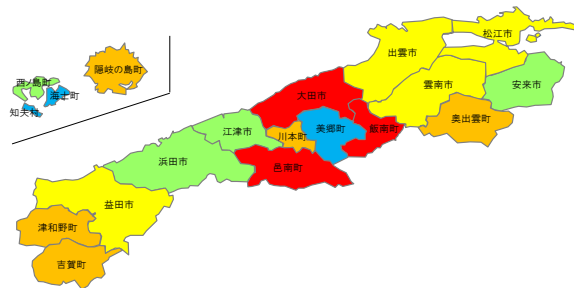 松江市
出雲市
隠岐の島町
西ノ島町
海士町
知夫村
雲南市
安来市
大田市
飯南町
奥出雲町
美郷町
川本町
江津市
邑南町
浜田市
益田市
津和野町
吉賀町